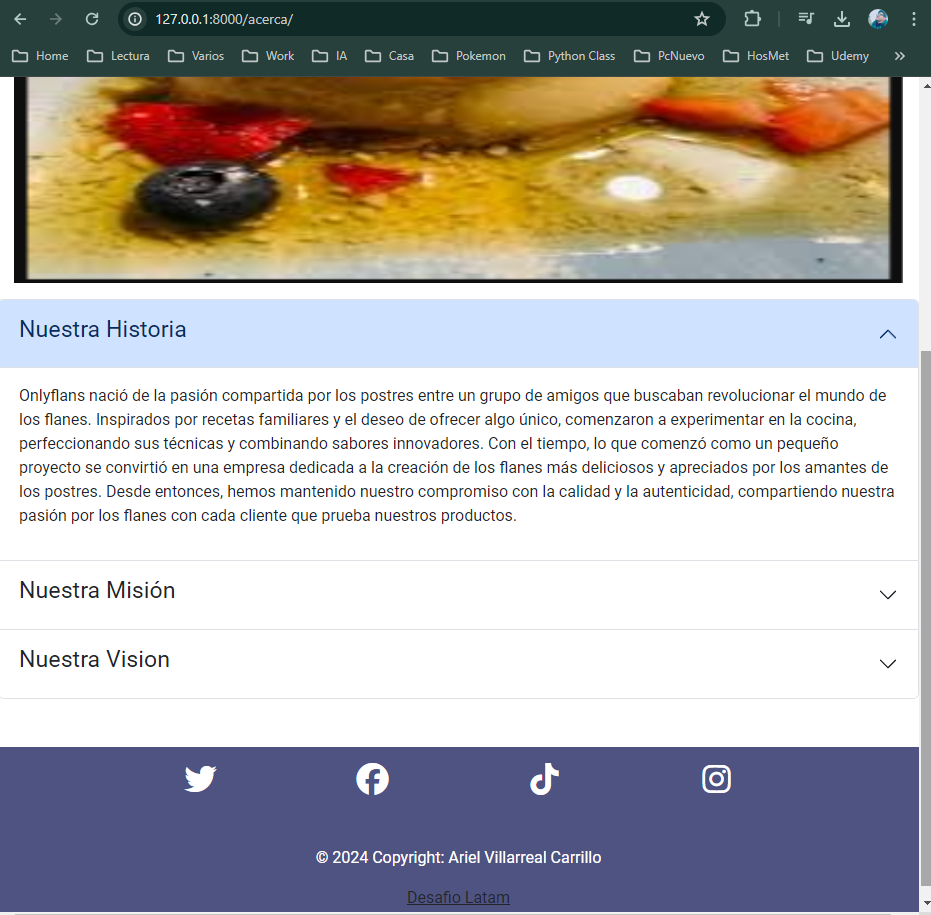 127.0.0.1:8000/acerca/
Home Lectura Varios Work IA Casa Pokemon Python Class PcNuevo HosMet Udemy »
Nuestra Historia
Onlyflans nació de la pasión compartida por los postres entre un grupo de amigos que buscaban revolucionar el mundo de
los flanes. Inspirados por recetas familiares y el deseo de ofrecer algo único, comenzaron a experimentar en la cocina,
perfeccionando sus técnicas y combinando sabores innovadores. Con el tiempo, lo que comenzó como un pequeño
proyecto se convirtió en una empresa dedicada a la creación de los flanes más deliciosos y apreciados por los amantes de
los postres. Desde entonces, hemos mantenido nuestro compromiso con la calidad y la autenticidad, compartiendo nuestra
pasión por los flanes con cada cliente que prueba nuestros productos.
Nuestra Misión
Nuestra Vision
© 2024 Copyright: Ariel Villarreal Carrillo
Desafio Latam